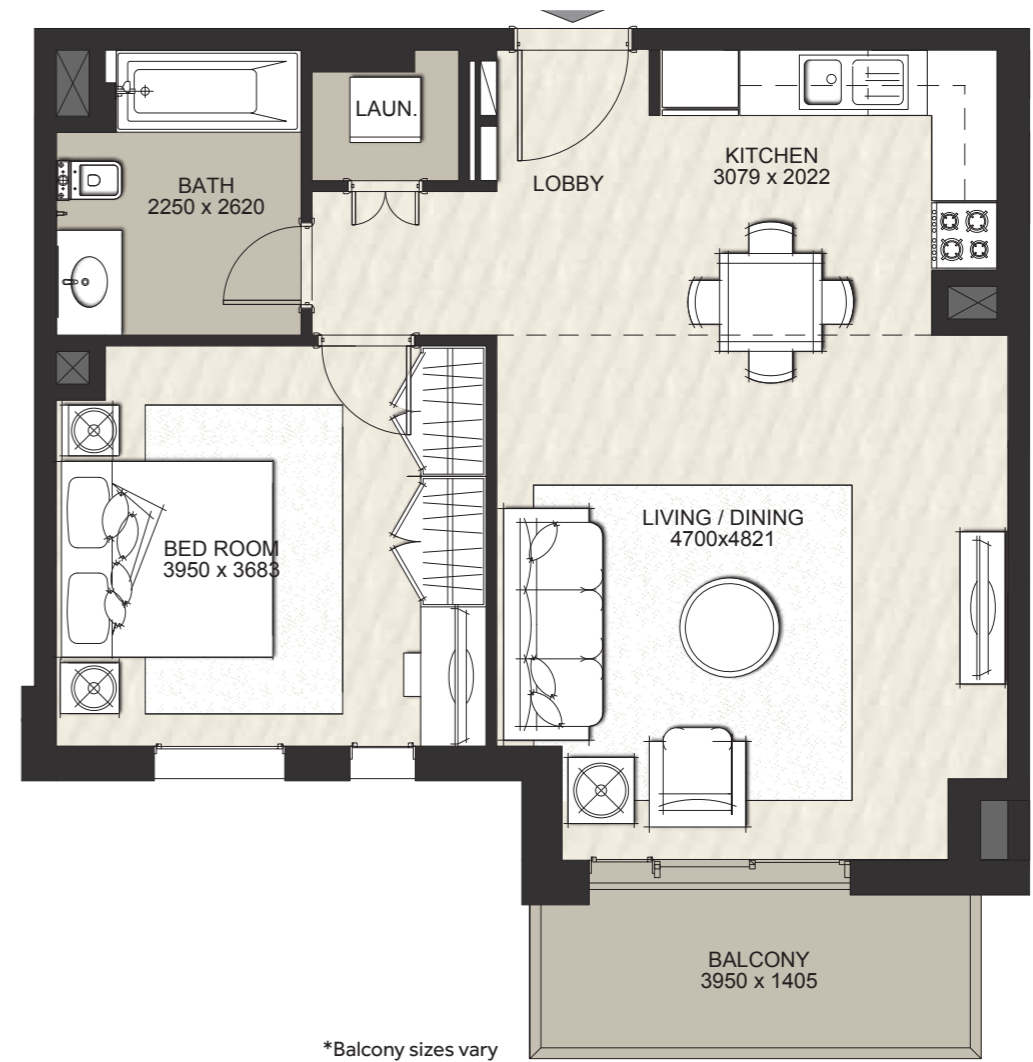 LAUN.
BATH
2250 x 2620
LOBBY
KITCHEN
3079 x 2022
BED ROOM
3950 x 3683
LIVING / DINING
4700x4821
BALCONY
3950 x 1405
*Balcony sizes vary